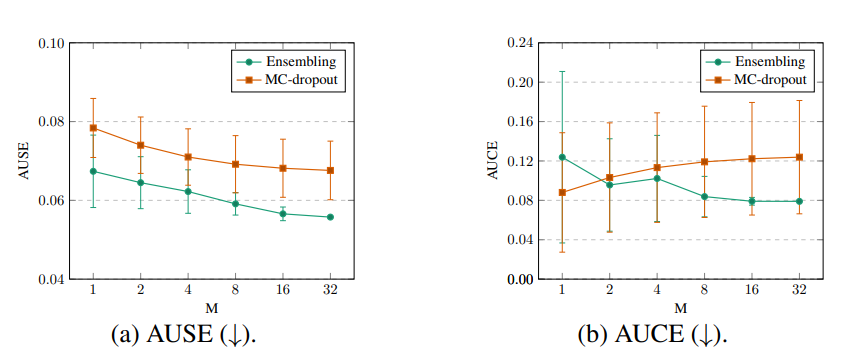 0.10
0.08
0.06
0.04
AUSE
Ensembling
MC-dropout
1 2 4 8 16 32
M
(a) AUSE (↓).
0.24
0.20
0.16
0.12
0.08
0.04
0.00
AUCE
Ensembling
MC-dropout
1 2 4 8 16 32
M
(b) AUCE (↓).